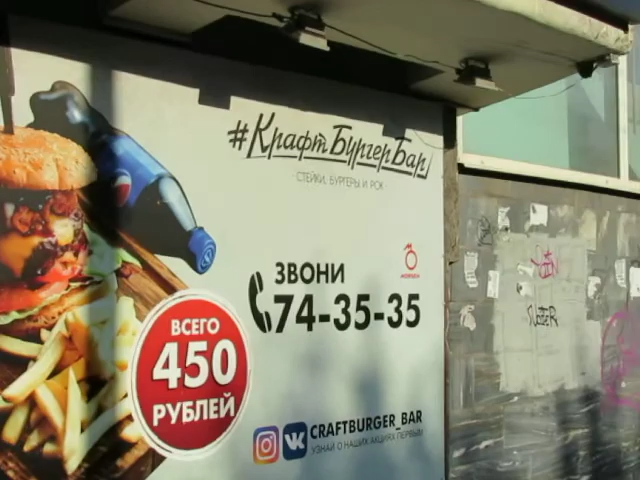 #КрафтБургерБар
СТЕЙКИ, БУРГЕРЫ И РОК
ЗВОНИ
74-35-35
ВСЕГО
450
РУБЛЕЙ
CRAFTBURGER_BAR
УЗНАЙ О НАШИХ АКЦИЯХ ПЕРВЫМ